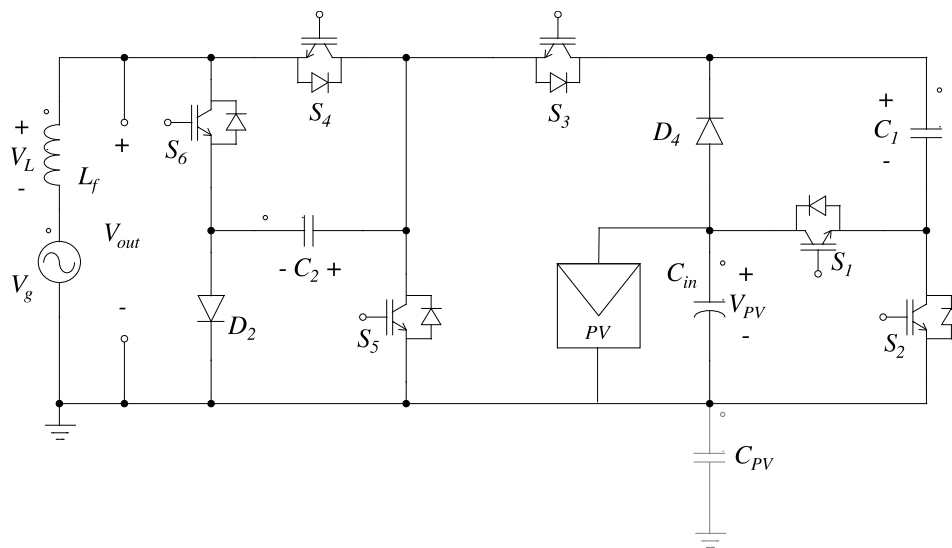 S4
S3
+
VL
-
Lf
S6
+
D4
+
C1
-
Vout
- C2 +
S1
Vg
-
D2
S5
PV
Cin
+
VPV
-
S2
CPV